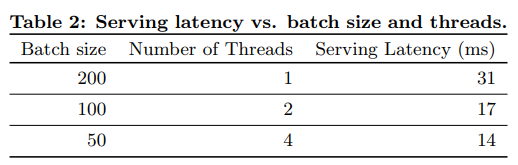 Table 2: Serving latency vs. batch size and threads.
Batch size Number of Threads Serving Latency (ms)
200 1 31
100 2 17
50 4 14